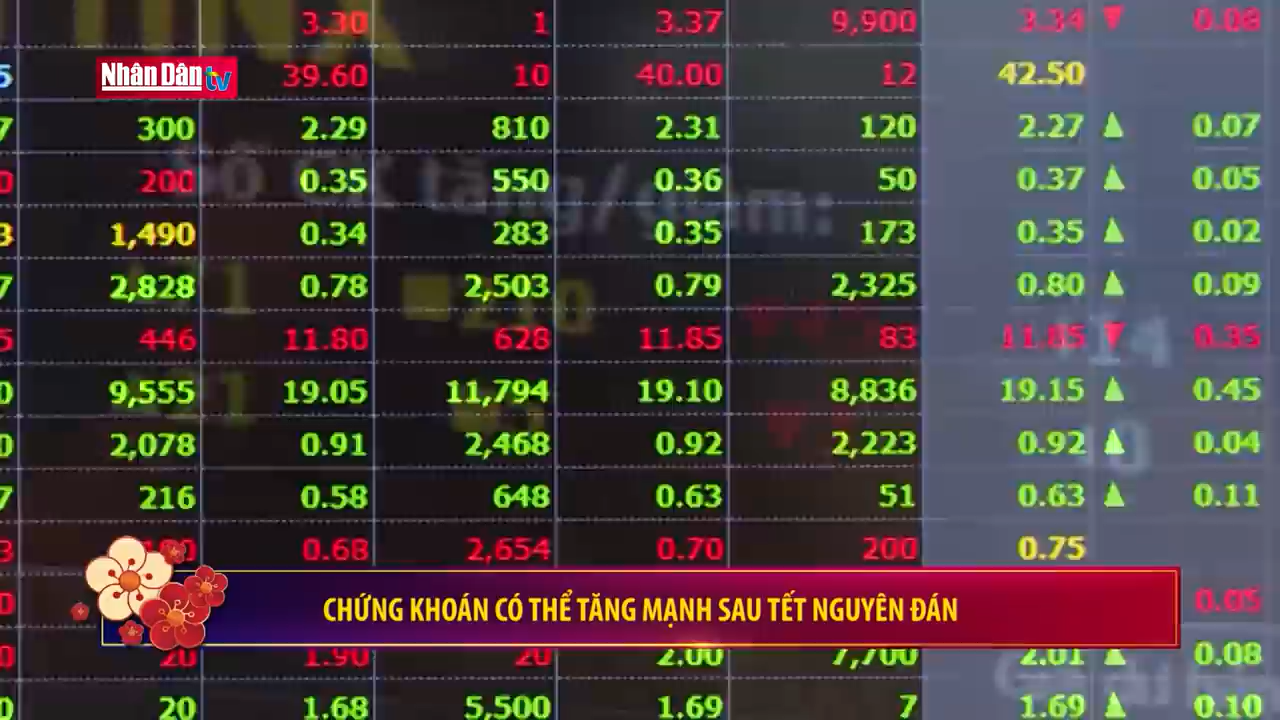 3.30 1 3.37 9,900 3.34 ▼ 0.08
Nhân Dân tv
39.60 10 40.00 12 42.50
300 2.29 810 2.31 120 2.27 ▲ 0.07
200 0.35 550 0.36 50 0.37 ▲ 0.05
1,490 0.34 283 0.35 173 0.35 ▲ 0.02
2,828 0.78 2,503 0.79 2,325 0.80 ▲ 0.09
446 11.80 628 11.85 83 11.85 ▼ 0.35
9,555 19.05 11,794 19.10 8,836 19.15 ▲ 0.45
2,078 0.91 2,468 0.92 2,223 0.92 ▲ 0.04
216 0.58 648 0.63 51 0.63 ▲ 0.11
0.68 2,654 0.70 200 0.75
0.05
CHỨNG KHOÁN CÓ THỂ TĂNG MẠNH SAU TẾT NGUYÊN ĐÁN
20 1.90 20 2.00 7,700 2.01 ▲ 0.08
20 1.68 5,500 1.69 7 1.69 ▲ 0.10